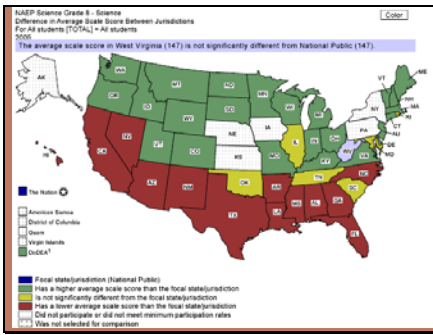 NAEP Science Grade 8 - Science
Color
Difference in Average Scale Score Between Jurisdictions
For All students [TOTAL] = All students
2005
The average scale score in West Virginia (147) is not significantly different from National Public (147).
AK
WA
OR
ID
MT
ND
SD
WY
MN
WI
MI
NE
IA
NV
UT
CO
KS
MO
IL
IN
OH
PA
NY
VT
ME
NH
MA
RI
CT
DE
MD
WV
VA
KY
CA
AZ
NM
OK
AR
TN
NC
SC
TX
LA
MS
AL
GA
FL
HI
The Nation
American Samoa
District of Columbia
Guam
Virgin Islands
DoDEA¹
Focal state/jurisdiction (National Public)
Has a higher average scale score than the focal state/jurisdiction
Is not significantly different from the focal state/jurisdiction
Has a lower average scale score than the focal state/jurisdiction
Did not participate or did not meet minimum participation rates
Was not selected for comparison